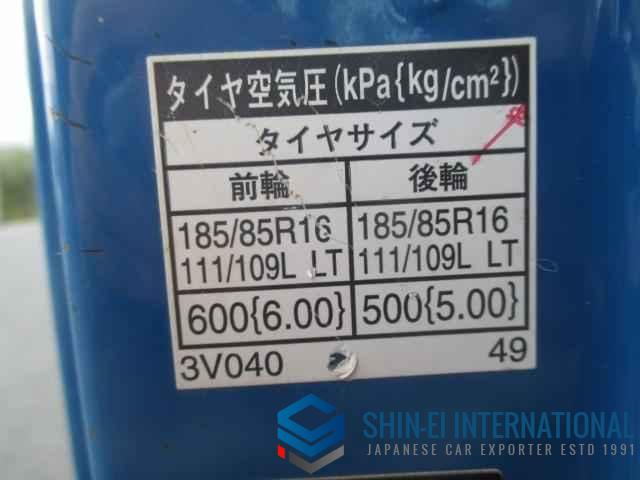 タイヤ空気圧(kPa{kg/cm²})
タイヤサイズ
前輪 後輪
185/85R16 185/85R16
111/109L LT 111/109L LT
600{6.00} 500{5.00}
3V040 49
SHIN-EI INTERNATIONAL
JAPANESE CAR EXPORTER ESTD 1991